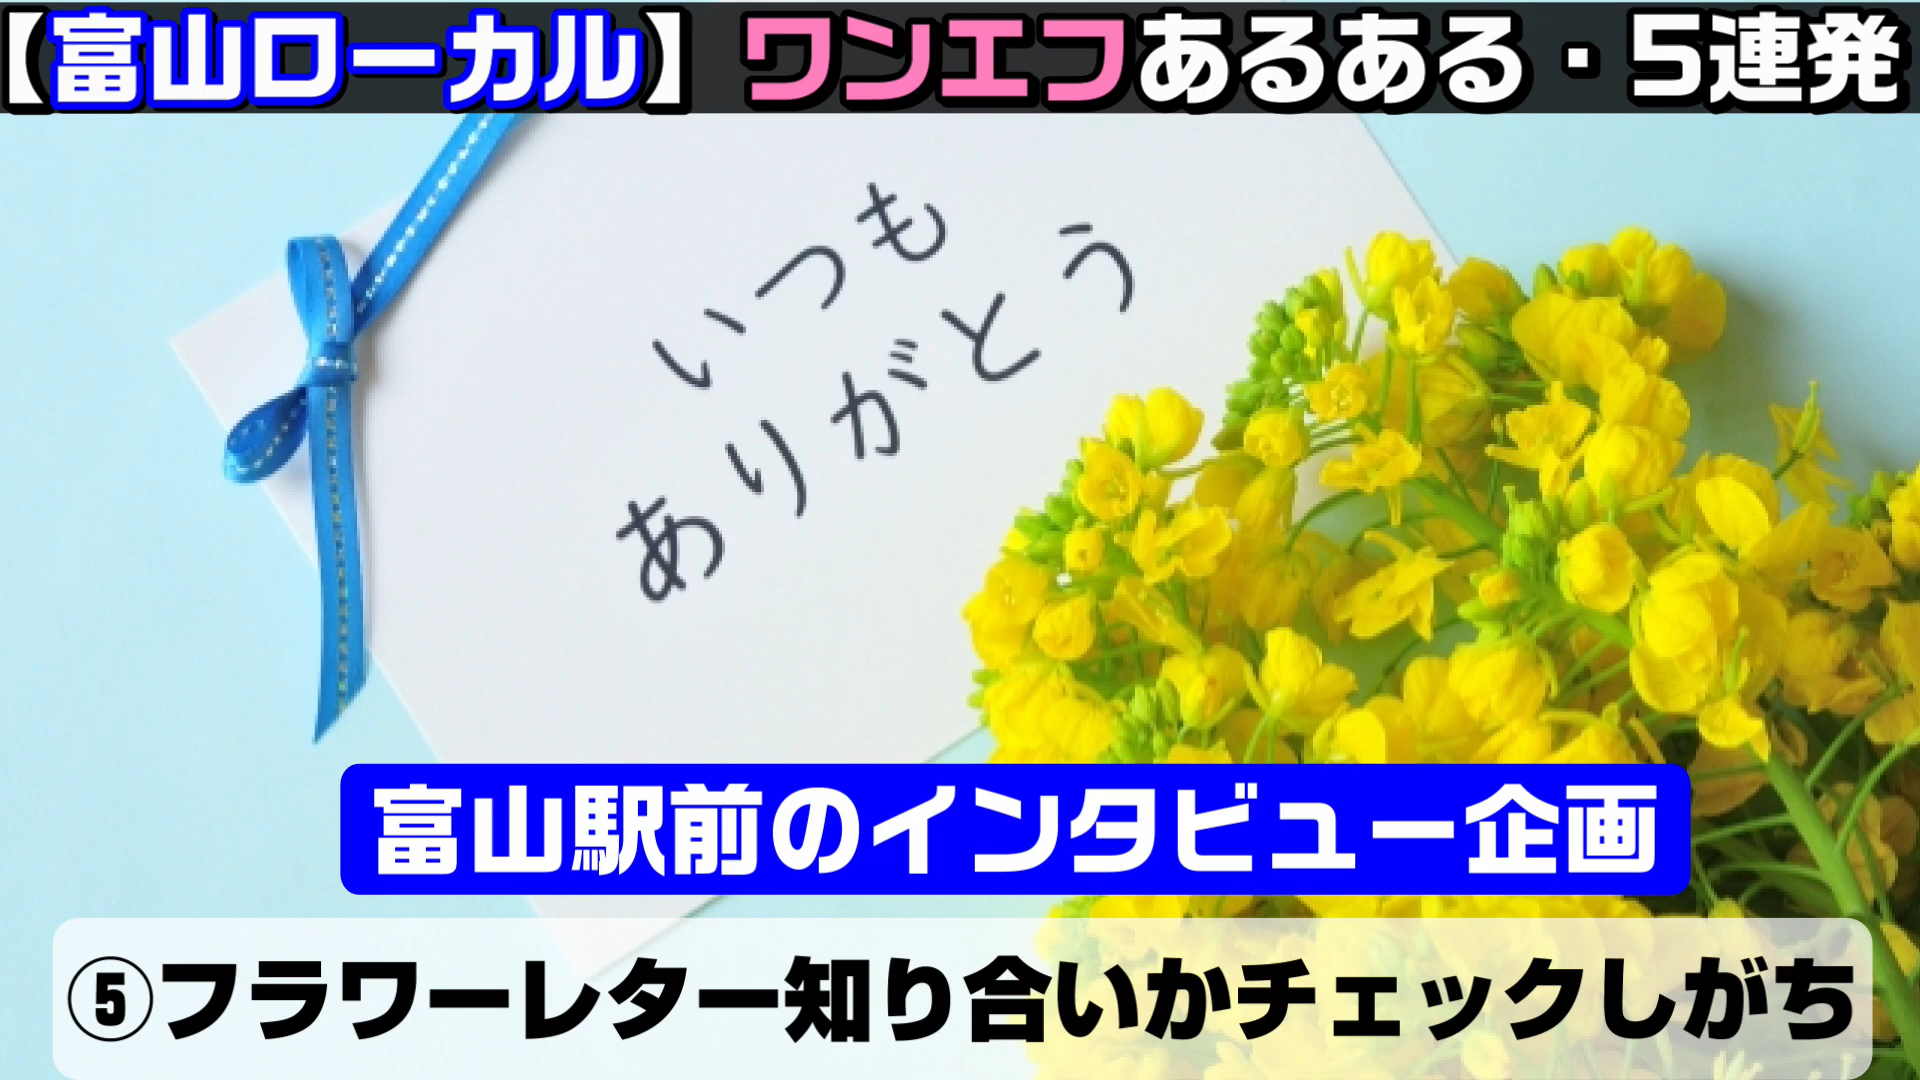 【富山ローカル】ワンエフあるある・5連発
いつも
ありがとう
富山駅前のインタビュー企画
⑤フラワーレター知り合いかチェックしがち